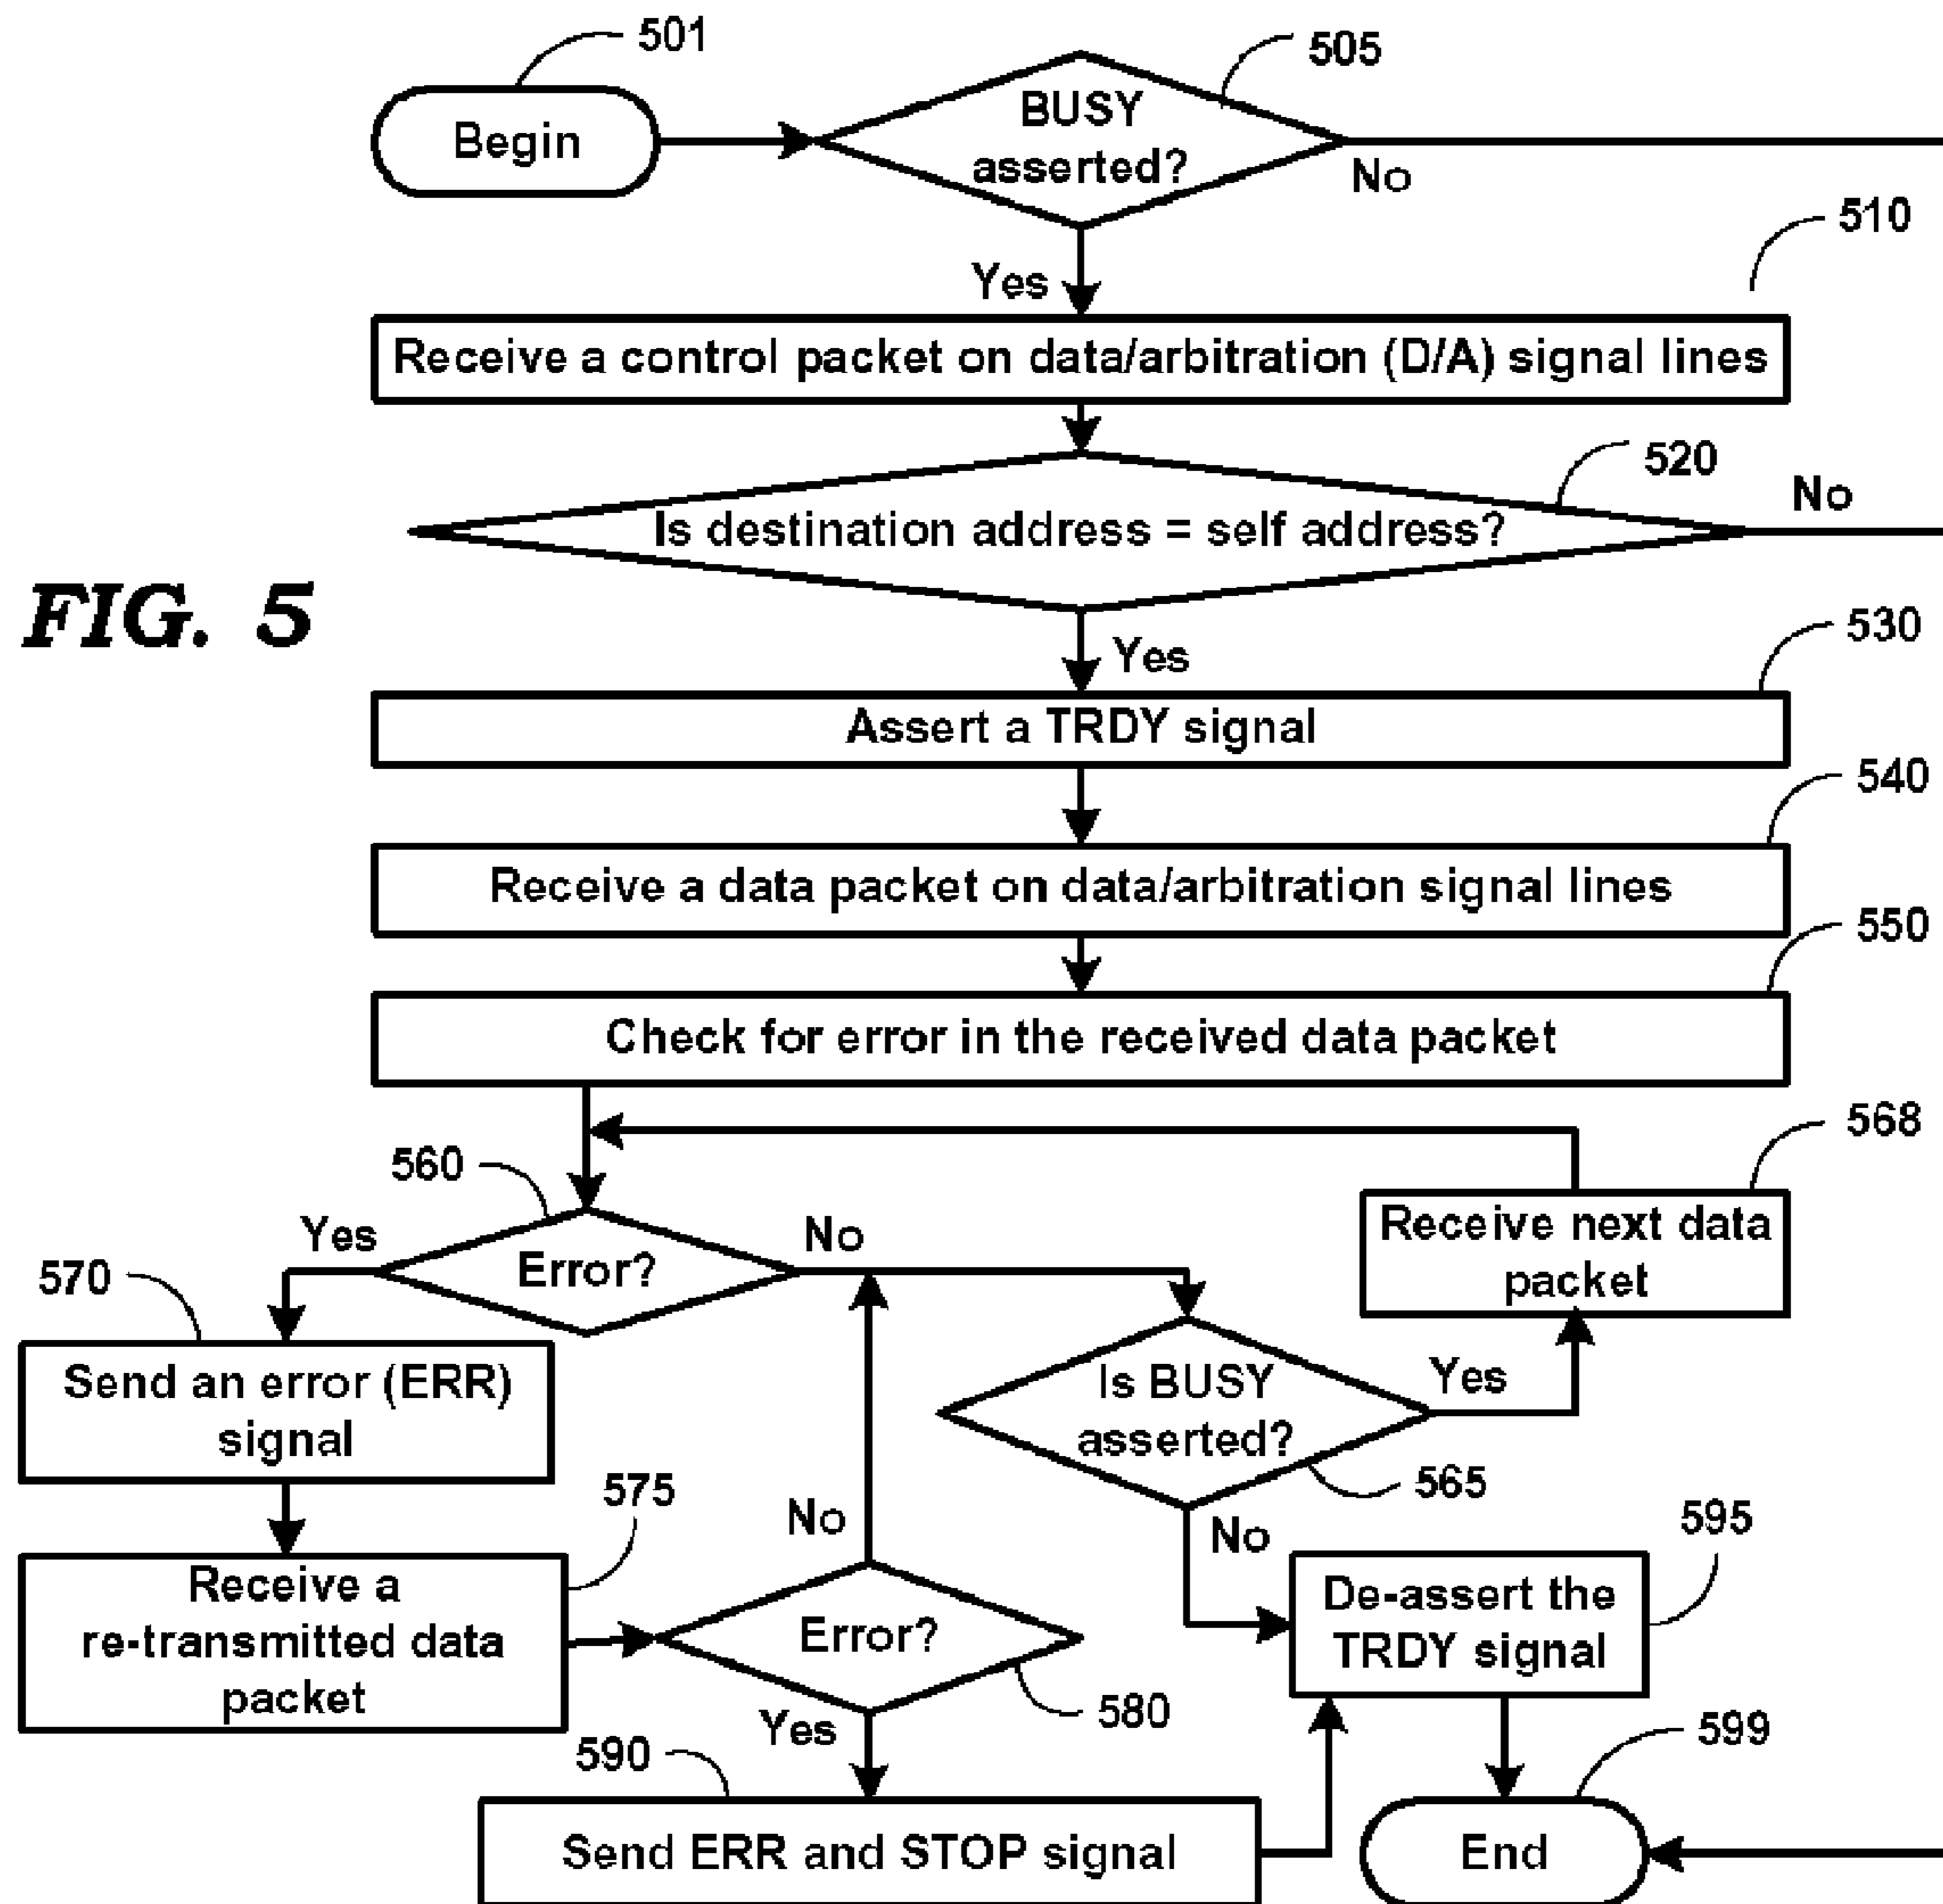 501
505
Begin
BUSY
asserted?
No
510
Yes
Receive a control packet on data/arbitration (D/A) signal lines
520
No
Is destination address = self address?
FIG. 5
530
Yes
Assert a TRDY signal
540
Receive a data packet on data/arbitration signal lines
550
Check for error in the received data packet
568
560
Yes
No
Receive next data
packet
570
Error?
Send an error (ERR)
signal
Is BUSY
asserted?
Yes
565
575
No
No
595
Receive a
re-transmitted data
packet
Error?
De-assert the
TRDY signal
580
Yes
590
599
Send ERR and STOP signal
End